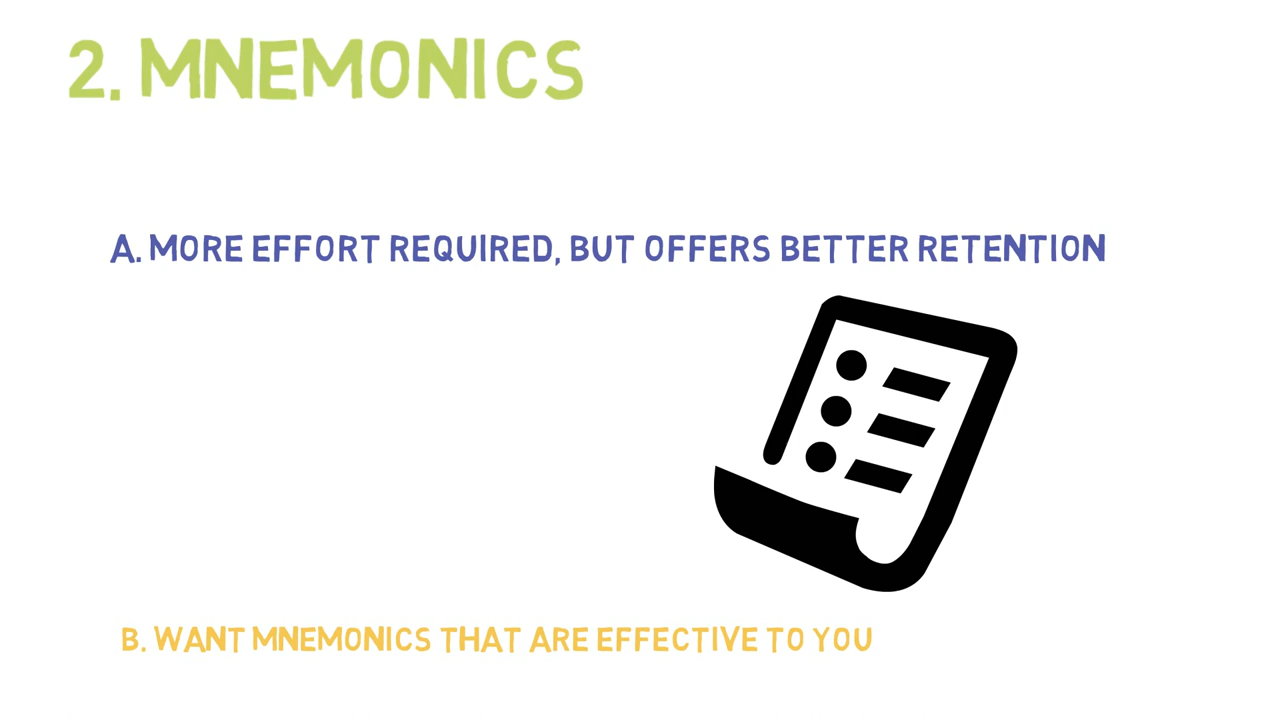 2. MNEMONICS
A. MORE EFFORT REQUIRED, BUT OFFERS BETTER RETENTION
B. WANT MNEMONICS THAT ARE EFFECTIVE TO YOU